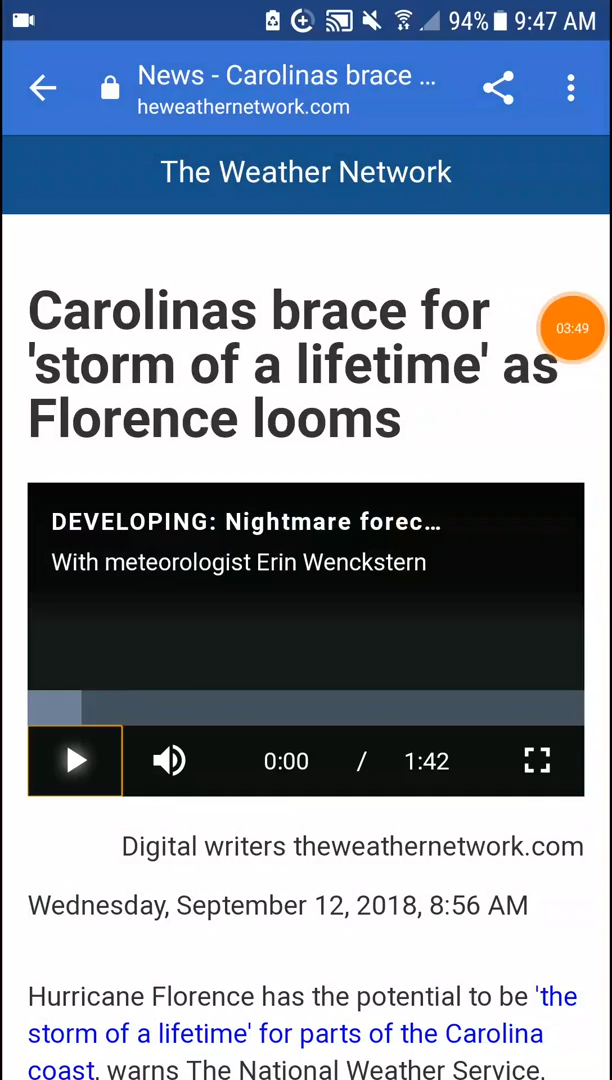 94% 9:47 AM
News - Carolinas brace ...
heweathernetwork.com
The Weather Network
Carolinas brace for
'storm of a lifetime' as
Florence looms
03:49
DEVELOPING: Nightmare forec...
With meteorologist Erin Wenckstern
0:00 / 1:42
Digital writers theweathernetwork.com
Wednesday, September 12, 2018, 8:56 AM
Hurricane Florence has the potential to be 'the
storm of a lifetime' for parts of the Carolina
coast, warns The National Weather Service.